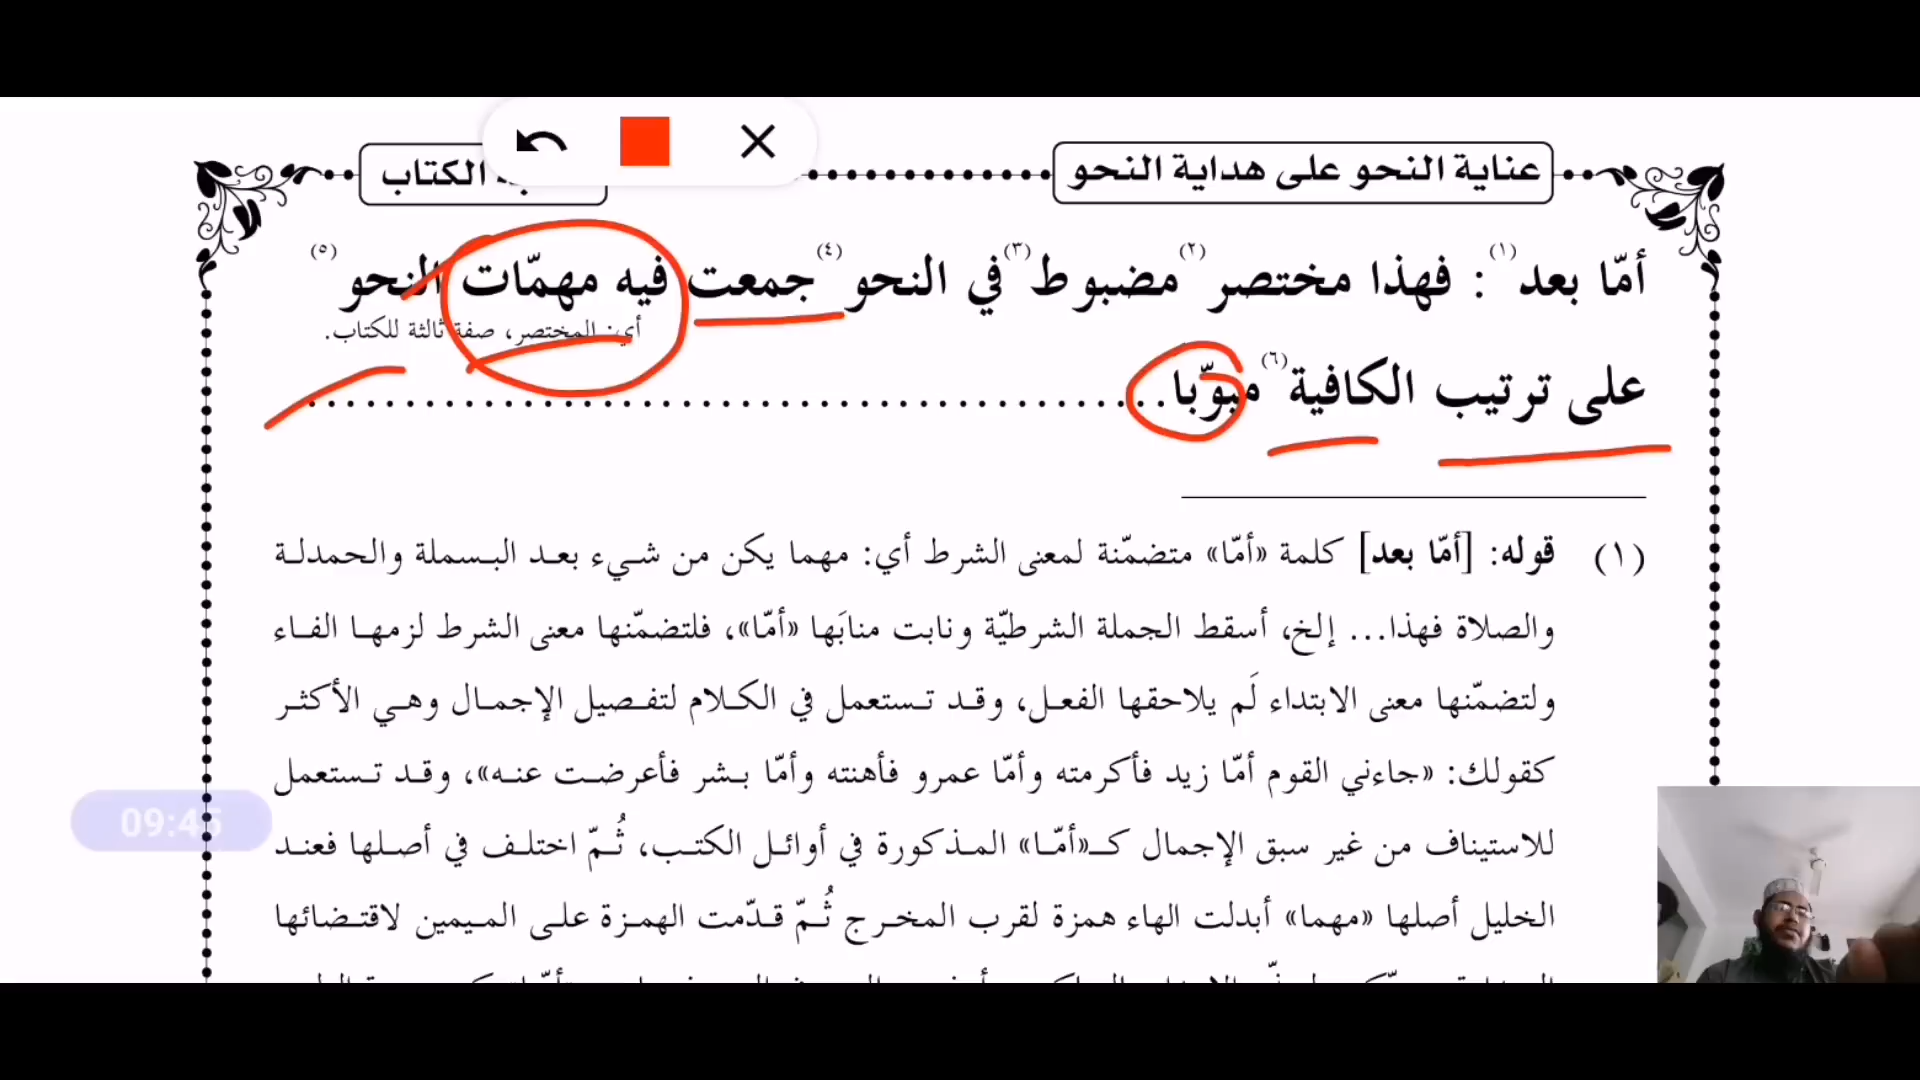 عناية النحو على هداية النحو
الكتاب
أمّا بعد(١): فهذا مختصر(٢) مضبوط(٣) في النحو(٤) جمعت فيه مهمّات النحو(٥)
أي: المختصر، صفة ثالثة للكتاب.
على ترتيب الكافية(٦) مبوّبا........................................
(١) قوله: [أمّا بعد] كلمة «أمّا» متضمّنة لمعنى الشرط أي: مهما يكن من شيء بعد البسملة والحمدلة
والصلاة فهذا... إلخ، أسقط الجملة الشرطيّة ونابت منابَها «أمّا»، فلتضمّنها معنى الشرط لزمها الفاء
ولتضمّنها معنى الابتداء لَم يلاحقها الفعل، وقد تستعمل في الكلام لتفصيل الإجمال وهي الأكثر
كقولك: «جاءني القوم أمّا زيد فأكرمته وأمّا عمرو فأهنته وأمّا بشر فأعرضت عنه»، وقد تستعمل
للاستيناف من غير سبق الإجمال كـ«أمّا» المذكورة في أوائل الكتب، ثُمّ اختلف في أصلها فعند
الخليل أصلها «مهما» أبدلت الهاء همزة لقرب المخرج ثُمّ قدّمت الهمزة على الميمين لاقتضائها
09:45